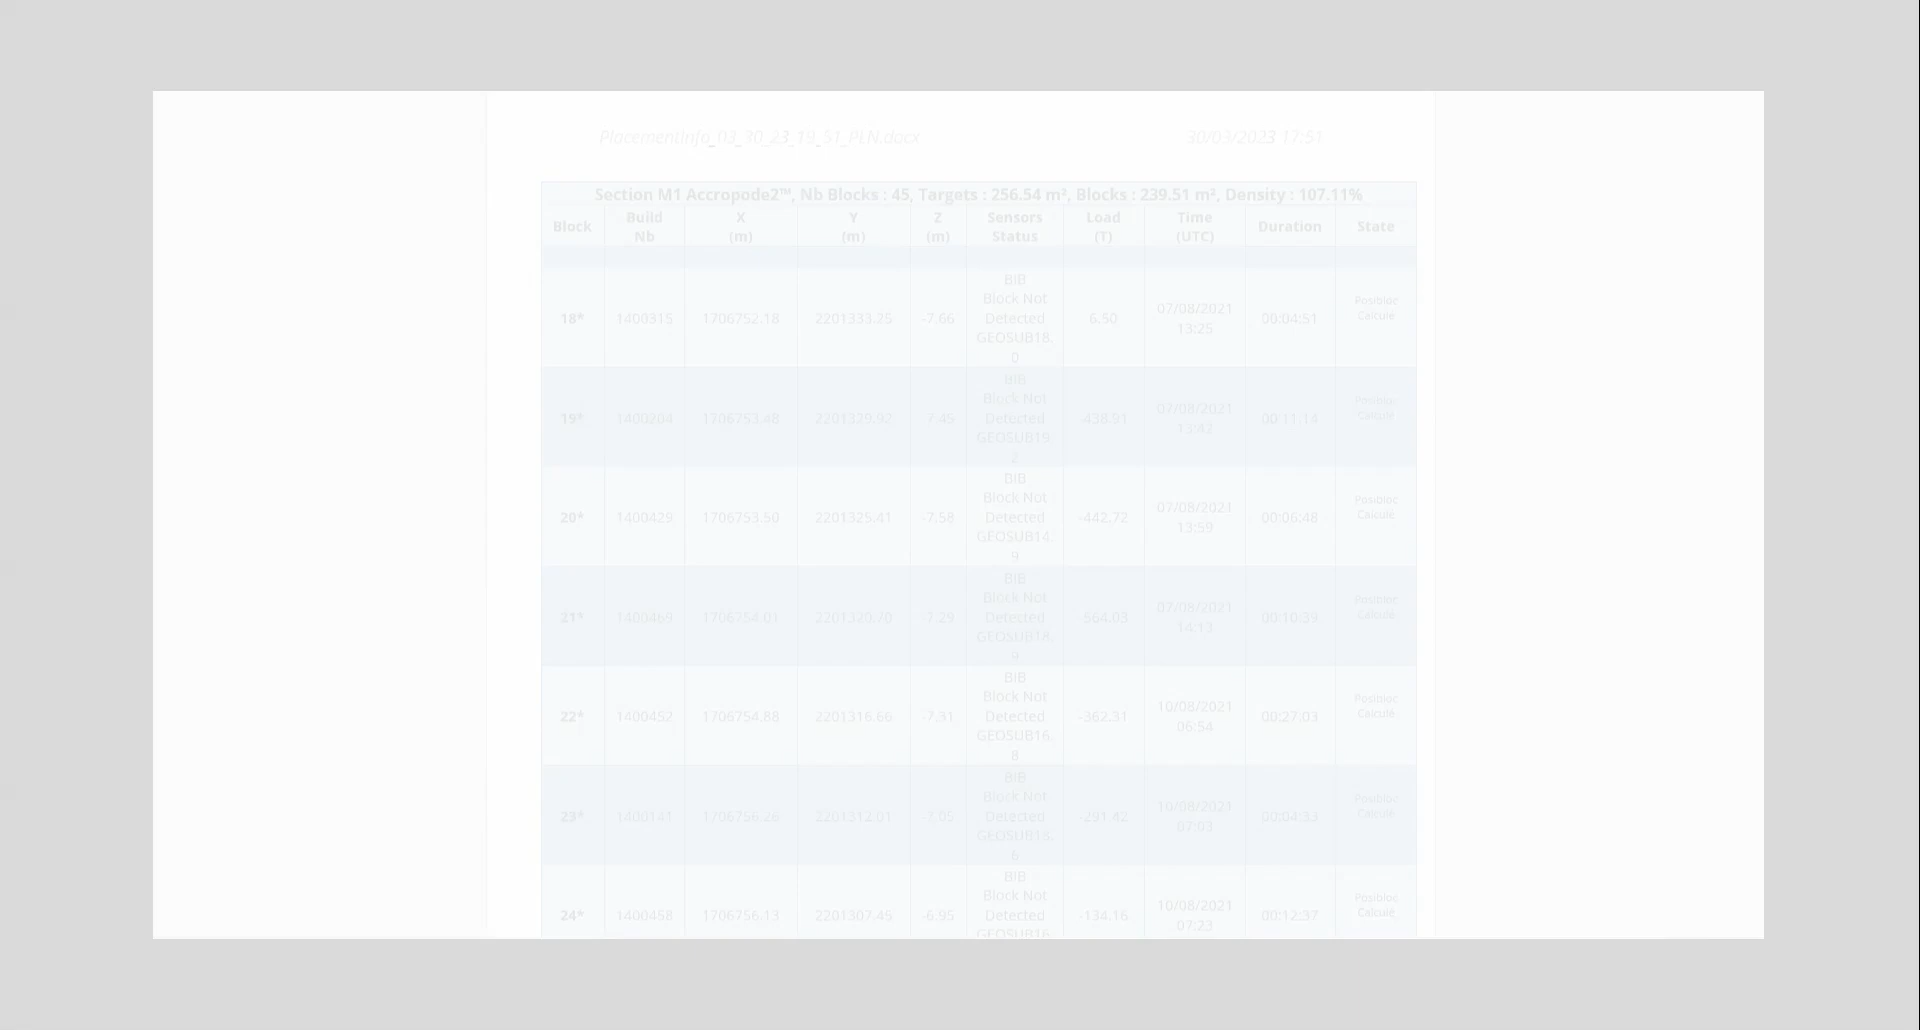 PlacementInfo_03_30_23_18_51_PLN.docx 30/03/2023 17:51
Section M1 Accropode2™, Nb Blocks : 45, Targets : 256.54 m², Blocks : 239.51 m², Density : 107.11%
Block Build Nb X (m) Y (m) Z (m) Sensors Status Load (T) Time (UTC) Duration State
18* 1400315 1706752.18 2201333.25 -7.66 BIB Block Not Detected GEOSUB18.0 6.50 07/08/2021 13:25 00:04:51 Posibloc Calculé
19* 1400204 1706753.48 2201329.92 -7.45 BIB Block Not Detected GEOSUB19.2 -438.91 07/08/2021 13:42 00:11:14 Posibloc Calculé
20* 1400429 1706753.50 2201325.41 -7.58 BIB Block Not Detected GEOSUB14.9 -442.72 07/08/2021 13:59 00:06:48 Posibloc Calculé
21* 1400469 1706754.01 2201320.70 -7.29 BIB Block Not Detected GEOSUB18.9 -564.03 07/08/2021 14:13 00:10:39 Posibloc Calculé
22* 1400452 1706754.88 2201316.66 -7.31 BIB Block Not Detected GEOSUB16.8 -362.31 10/08/2021 06:54 00:27:03 Posibloc Calculé
23* 1400141 1706756.26 2201312.01 -7.05 BIB Block Not Detected GEOSUB18.6 -291.42 10/08/2021 07:03 00:04:33 Posibloc Calculé
24* 1400458 1706756.13 2201307.45 -6.95 BIB Block Not Detected GEOSUB16. -134.16 10/08/2021 07:23 00:12:37 Posibloc Calculé